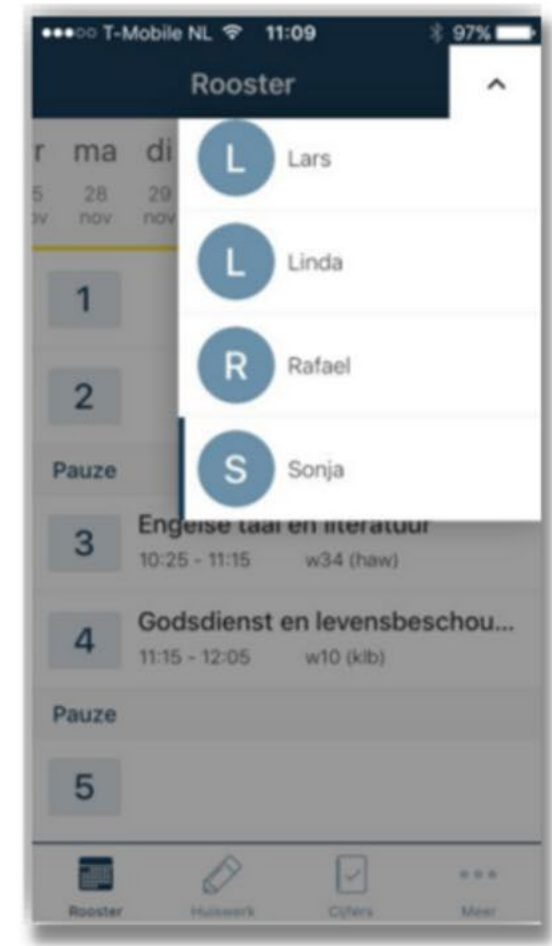 T-Mobile NL 11:09 97%
Rooster
r ma di
5 28 29
ov nov nov
L Lars
L Linda
R Rafael
S Sonja
1
2
Pauze
3 Engelse taal en literatuur
10:25 - 11:15 w34 (haw)
4 Godsdienst en levensbeschou...
11:15 - 12:05 w10 (klb)
Pauze
5
Rooster Huiswerk Cijfers Meer